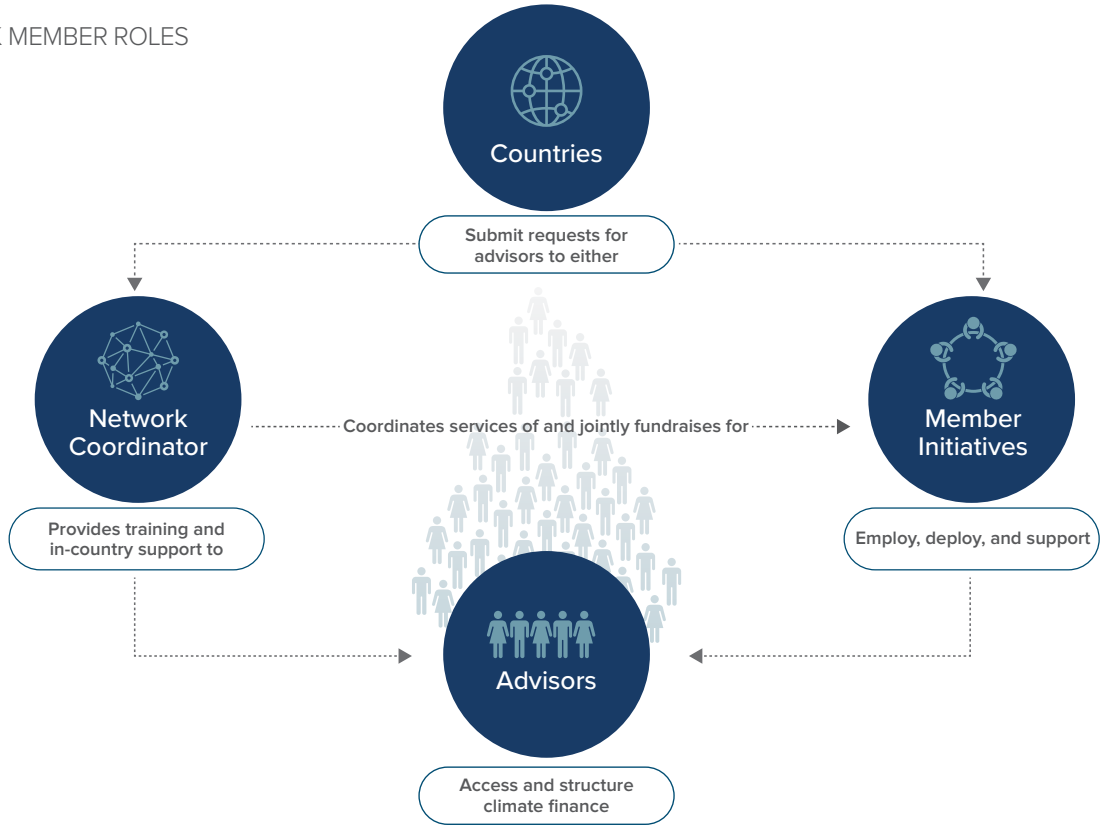 MEMBER ROLES
Countries
Submit requests for
advisors to either
Network
Coordinator
Coordinates services of and jointly fundraises for
Member
Initiatives
Provides training and
in-country support to
Employ, deploy, and support
Advisors
Access and structure
climate finance